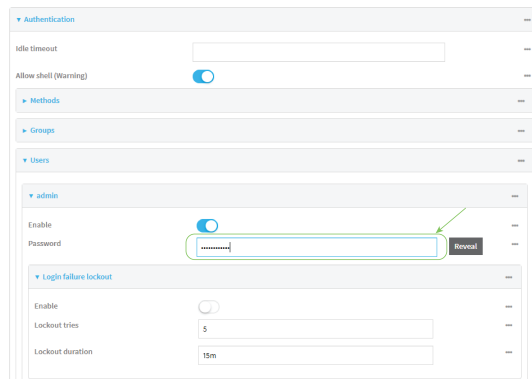 ▾ Authentication
Idle timeout
Allow shell (Warning)
▸ Methods
▸ Groups
▾ Users
▾ admin
Enable
Password •••••••••••• Reveal
▾ Login failure lockout
Enable
Lockout tries 5
Lockout duration 15m